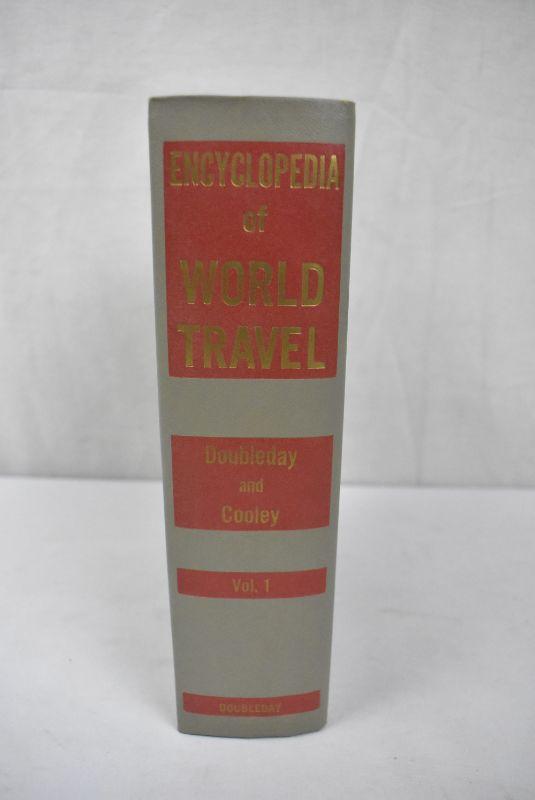 ENCYCLOPEDIA
of
WORLD
TRAVEL
Doubleday
and
Cooley
Vol. 1
DOUBLEDAY